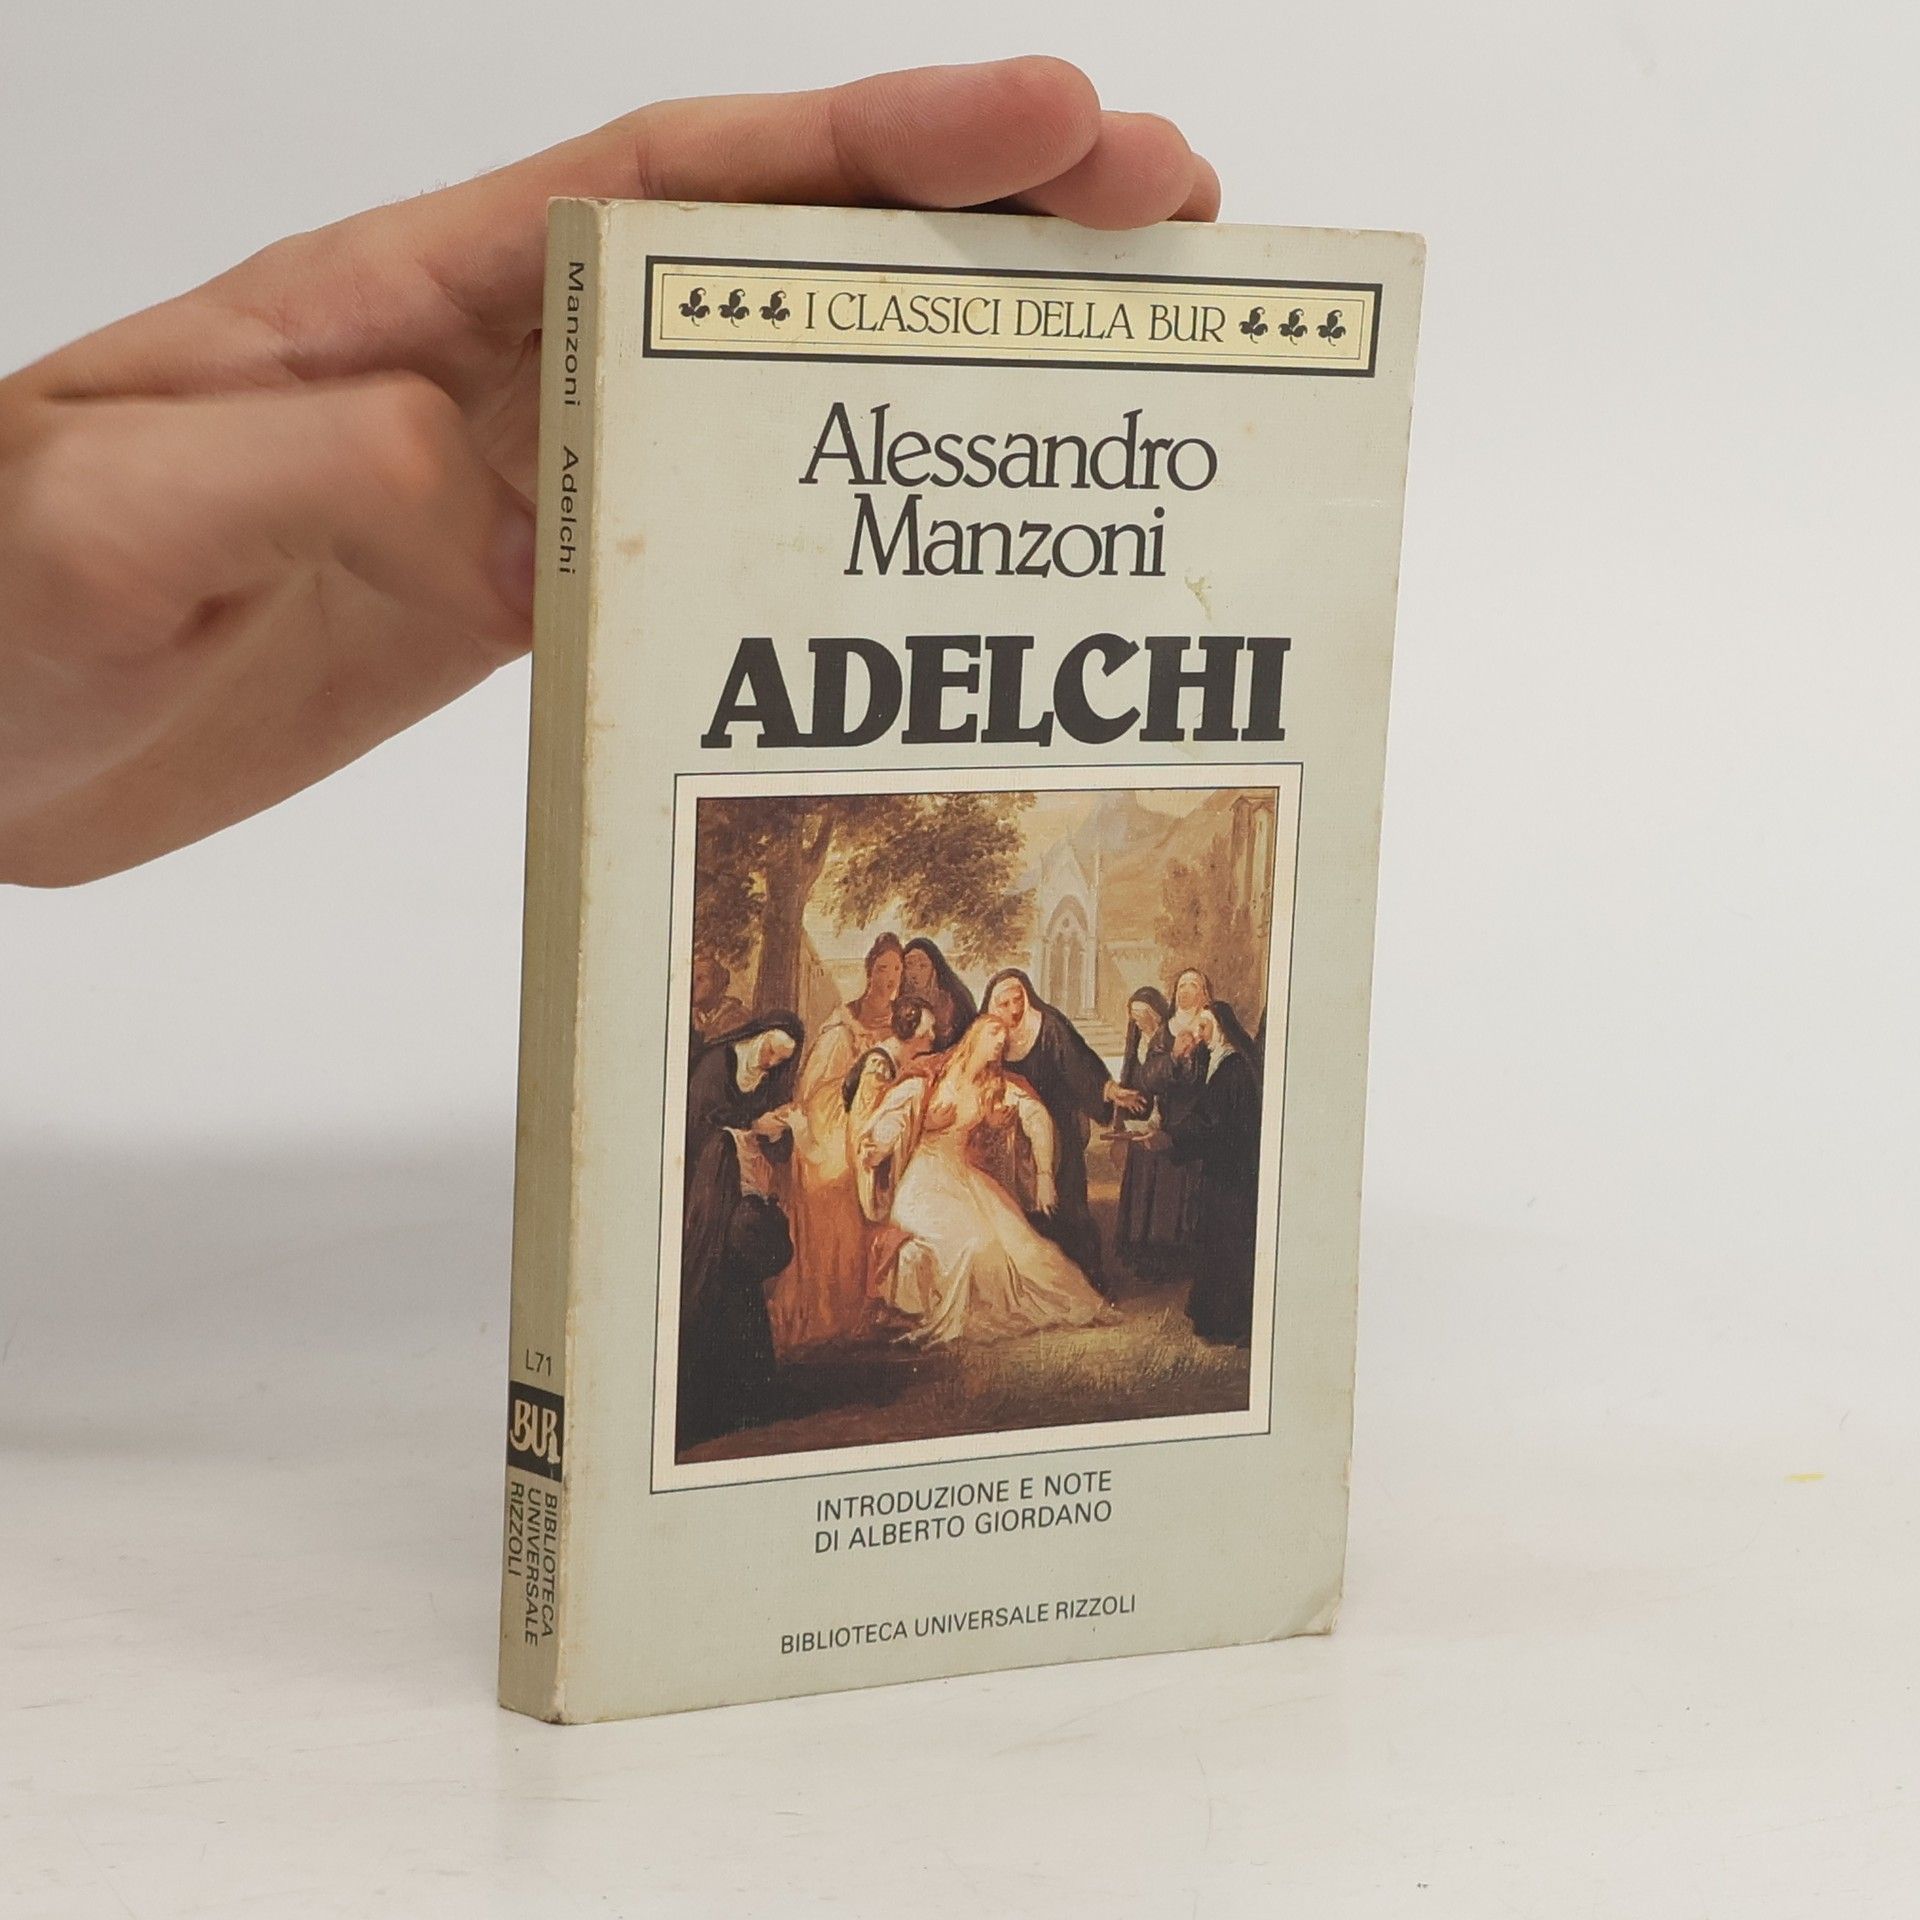 I CLASSICI DELLA BUR
Alessandro
Manzoni
ADELCHI
INTRODUZIONE E NOTE
DI ALBERTO GIORDANO
BIBLIOTECA UNIVERSALE RIZZOLI
Manzoni Adelchi
L71
BUR
BIBLIOTECA
UNIVERSALE
RIZZOLI